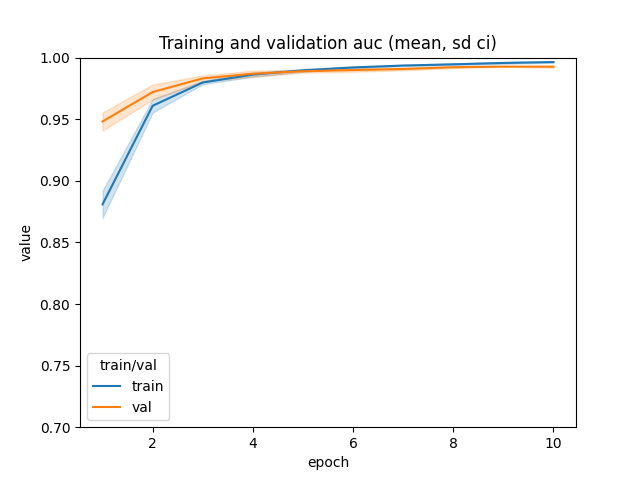 Training and validation auc (mean, sd ci)
1.00
0.95
0.90
0.85
0.80
0.75
0.70
value
train/val
train
val
2
4
6
8
10
epoch